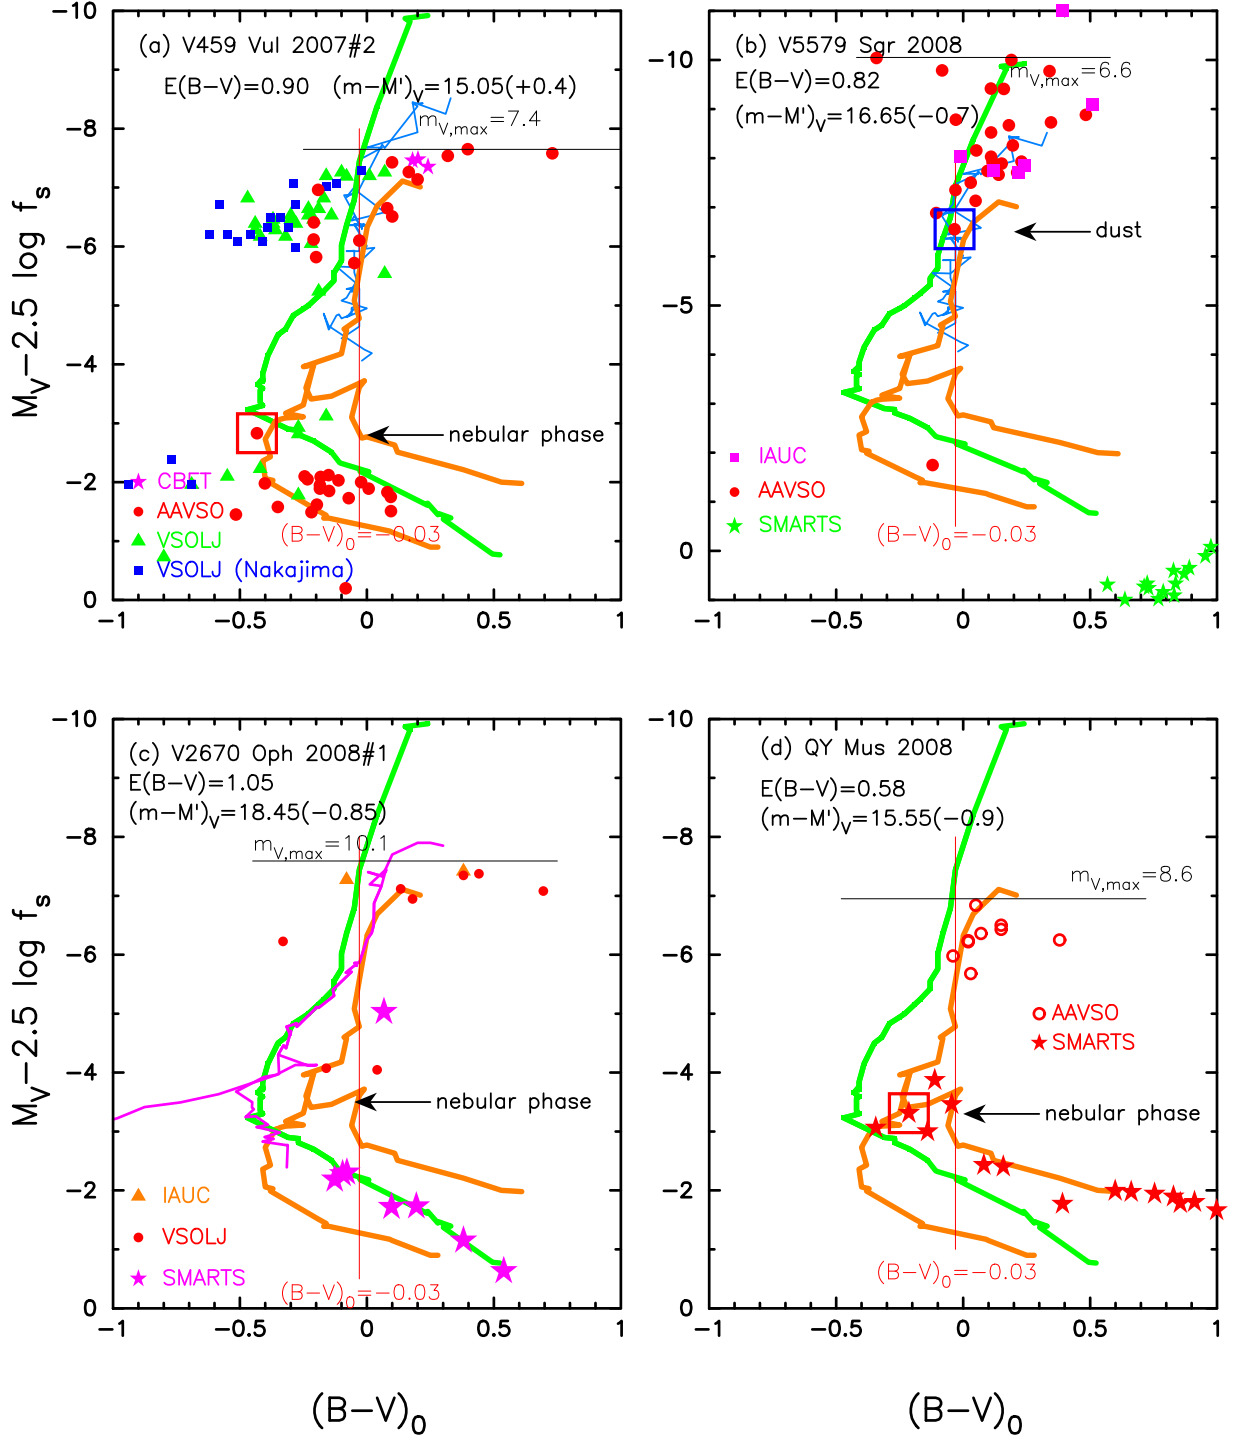 (a) V459 Vul 2007#2
E(B−V)=0.90 (m−M')V=15.05(+0.4)
mV,max=7.4
nebular phase
CBET
AAVSO
VSOLJ
VSOLJ (Nakajima)
(B−V)0=−0.03
−10
−8
−6
−4
−2
0
−1
−0.5
0
0.5
1
MV−2.5 log fs
(b) V5579 Sgr 2008
E(B−V)=0.82
(m−M')V=16.65(−0.7)
mV,max=6.6
dust
IAUC
AAVSO
SMARTS
(B−V)0=−0.03
−10
−5
0
−1
−0.5
0
0.5
1
(c) V2670 Oph 2008#1
E(B−V)=1.05
(m−M')V=18.45(−0.85)
mV,max=10.1
nebular phase
IAUC
VSOLJ
SMARTS
(B−V)0=−0.03
−10
−8
−6
−4
−2
0
−1
−0.5
0
0.5
1
MV−2.5 log fs
(B−V)0
(d) QY Mus 2008
E(B−V)=0.58
(m−M')V=15.55(−0.9)
mV,max=8.6
AAVSO
SMARTS
nebular phase
(B−V)0=−0.03
−10
−8
−6
−4
−2
0
−1
−0.5
0
0.5
1
(B−V)0